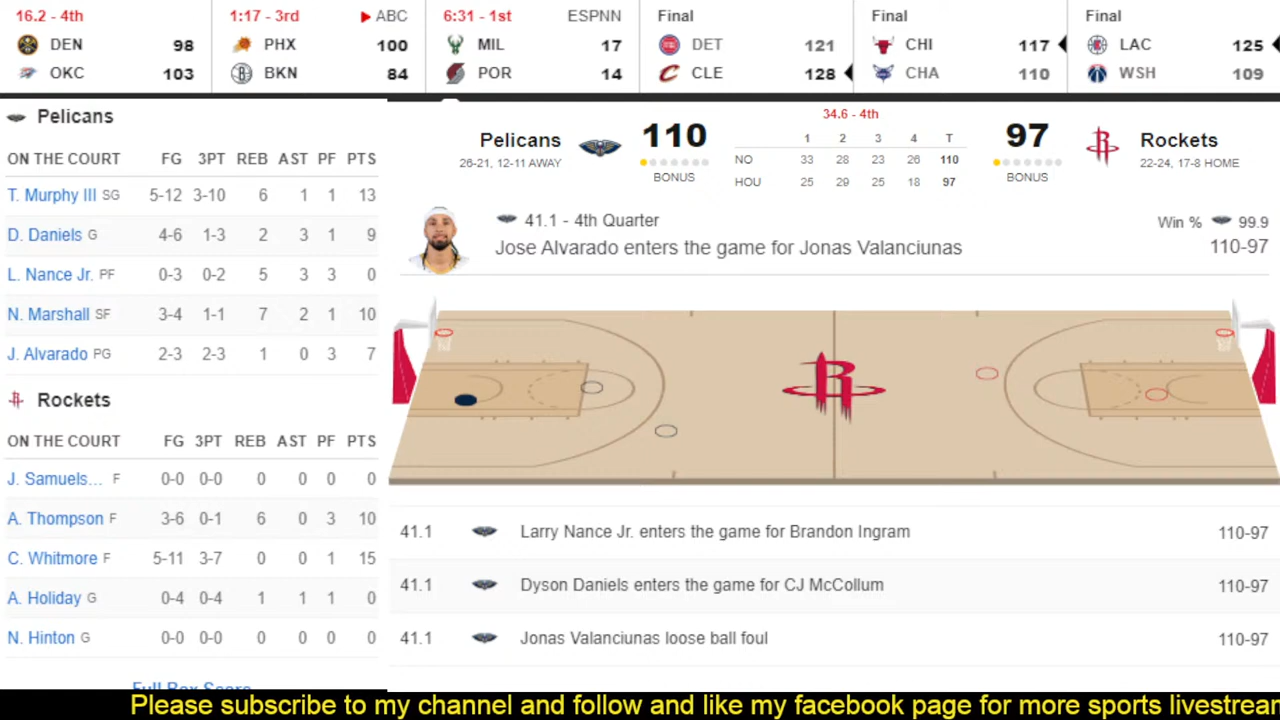 16.2 - 4th
DEN 98
OKC 103
1:17 - 3rd ABC
PHX 100
BKN 84
6:31 - 1st ESPNN
MIL 17
POR 14
Final
DET 121
CLE 128
Final
CHI 117
CHA 110
Final
LAC 125
WSH 109
Pelicans
ON THE COURT FG 3PT REB AST PF PTS
T. Murphy III SG 5-12 3-10 6 1 1 13
D. Daniels G 4-6 1-3 2 3 1 9
L. Nance Jr. PF 0-3 0-2 5 3 3 0
N. Marshall SF 3-4 1-1 7 2 1 10
J. Alvarado PG 2-3 2-3 1 0 3 7
Rockets
ON THE COURT FG 3PT REB AST PF PTS
J. Samuels... F 0-0 0-0 0 0 0 0
A. Thompson F 3-6 0-1 6 0 3 10
C. Whitmore F 5-11 3-7 0 0 1 15
A. Holiday G 0-4 0-4 1 1 1 0
N. Hinton G 0-0 0-0 0 0 0 0
Full Box Score
Pelicans
26-21, 12-11 AWAY
110
BONUS
34.6 - 4th
1 2 3 4 T
NO 33 28 23 26 110
HOU 25 29 25 18 97
97
BONUS
Rockets
22-24, 17-8 HOME
41.1 - 4th Quarter
Jose Alvarado enters the game for Jonas Valanciunas
Win % 99.9
110-97
R
41.1 Larry Nance Jr. enters the game for Brandon Ingram 110-97
41.1 Dyson Daniels enters the game for CJ McCollum 110-97
41.1 Jonas Valanciunas loose ball foul 110-97
Please subscribe to my channel and follow and like my facebook page for more sports livestrea